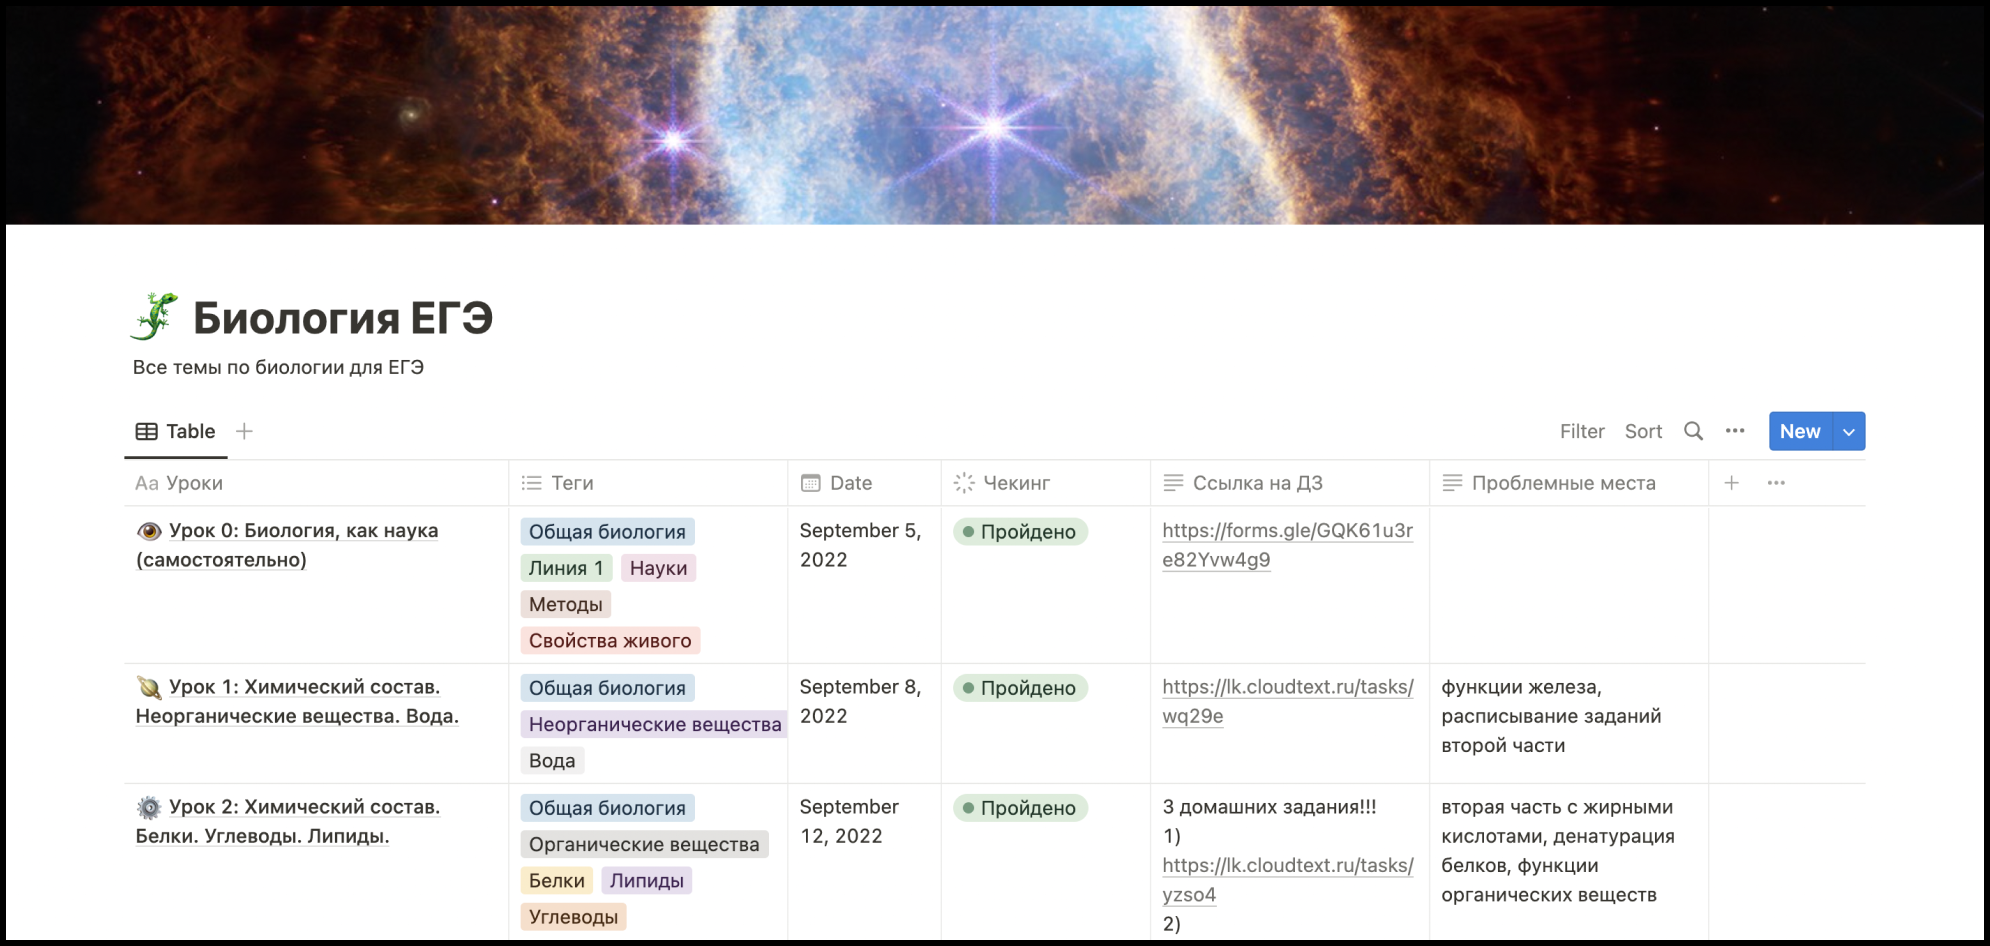 Биология ЕГЭ
Все темы по биологии для ЕГЭ
Table
Filter Sort New
Aa Уроки Теги Date Чекинг Ссылка на ДЗ Проблемные места
Урок 0: Биология, как наука
(самостоятельно)
Общая биология
Линия 1 Науки
Методы
Свойства живого
September 5,
2022
Пройдено
https://forms.gle/GQK61u3r
e82Yvw4g9
Урок 1: Химический состав.
Неорганические вещества. Вода.
Общая биология
Неорганические вещества
Вода
September 8,
2022
Пройдено
https://lk.cloudtext.ru/tasks/
wq29e
функции железа,
расписывание заданий
второй части
Урок 2: Химический состав.
Белки. Углеводы. Липиды.
Общая биология
Органические вещества
Белки Липиды
Углеводы
September
12, 2022
Пройдено
3 домашних задания!!!
1)
https://lk.cloudtext.ru/tasks/
yzso4
2)
вторая часть с жирными
кислотами, денатурация
белков, функции
органических веществ